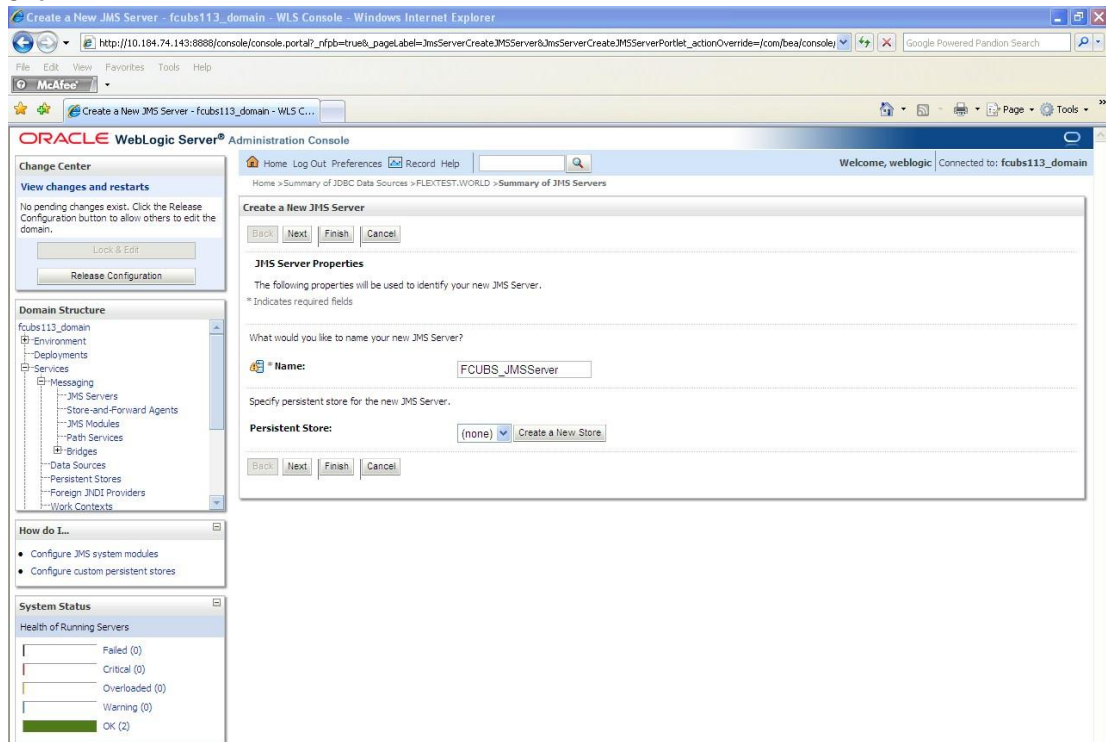 Create a New JMS Server - fcubs113_domain - WLS Console - Windows Internet Explorer
http://10.184.74.143:8888/console/console.portal?_nfpb=true&_pageLabel=JmsServerCreateJMSServer&JmsServerCreateJMSServerPortlet_actionOverride=/com/bea/console/
Google Powered Pandion Search
File Edit View Favorites Tools Help
McAfee
Create a New JMS Server - fcubs113_domain - WLS C...
Page Tools
ORACLE WebLogic Server® Administration Console
Change Center
View changes and restarts
No pending changes exist. Click the Release
Configuration button to allow others to edit the
domain.
Lock & Edit
Release Configuration
Domain Structure
fcubs113_domain
Environment
Deployments
Services
Messaging
JMS Servers
Store-and-Forward Agents
JMS Modules
Path Services
Bridges
Data Sources
Persistent Stores
Foreign JNDI Providers
Work Contexts
How do I...
Configure JMS system modules
Configure custom persistent stores
System Status
Health of Running Servers
Failed (0)
Critical (0)
Overloaded (0)
Warning (0)
OK (2)
Home Log Out Preferences Record Help
Welcome, weblogic Connected to: fcubs113_domain
Home >Summary of JDBC Data Sources >FLEXTEST.WORLD >Summary of JMS Servers
Create a New JMS Server
Back Next Finish Cancel
JMS Server Properties
The following properties will be used to identify your new JMS Server.
* Indicates required fields
What would you like to name your new JMS Server?
* Name: FCUBS_JMSServer
Specify persistent store for the new JMS Server.
Persistent Store: (none) Create a New Store
Back Next Finish Cancel